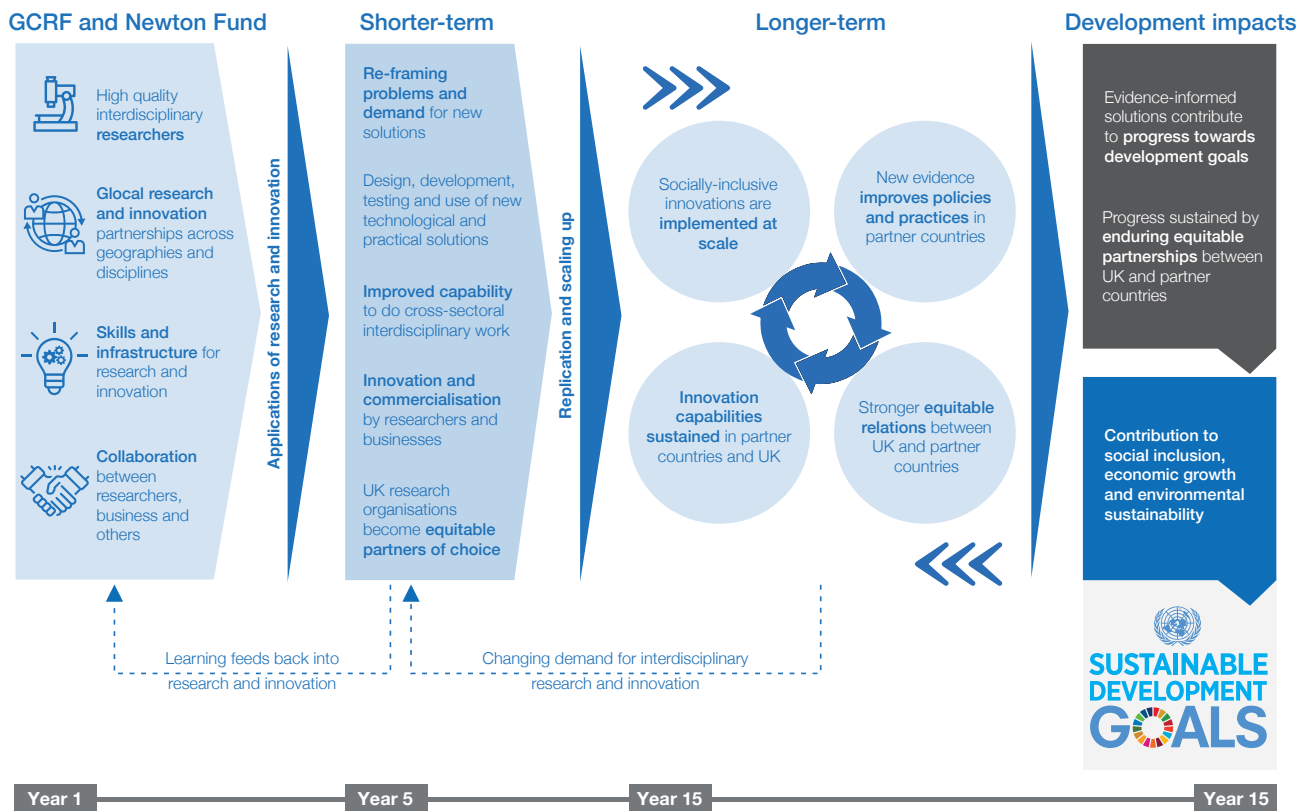 GCRF and Newton Fund
High quality
interdisciplinary
researchers
Glocal research
and innovation
partnerships across
geographies and
disciplines
Skills and
infrastructure for
research and
innovation
Collaboration
between
researchers,
business and
others
Applications of research and innovation
Shorter-term
Re-framing
problems and
demand for new
solutions
Design, development,
testing and use of new
technological and
practical solutions
Improved capability
to do cross-sectoral
interdisciplinary work
Innovation and
commercialisation
by researchers and
businesses
UK research
organisations
become equitable
partners of choice
Replication and scaling up
Longer-term
Socially-inclusive
innovations are
implemented at
scale
New evidence
improves policies
and practices in
partner countries
Innovation
capabilities
sustained in partner
countries and UK
Stronger equitable
relations between
UK and partner
countries
Development impacts
Evidence-informed
solutions contribute
to progress towards
development goals
Progress sustained by
enduring equitable
partnerships between
UK and partner
countries
Contribution to
social inclusion,
economic growth
and environmental
sustainability
SUSTAINABLE
DEVELOPMENT
GOALS
Learning feeds back into
research and innovation
Changing demand for interdisciplinary
research and innovation
Year 1
Year 5
Year 15
Year 15